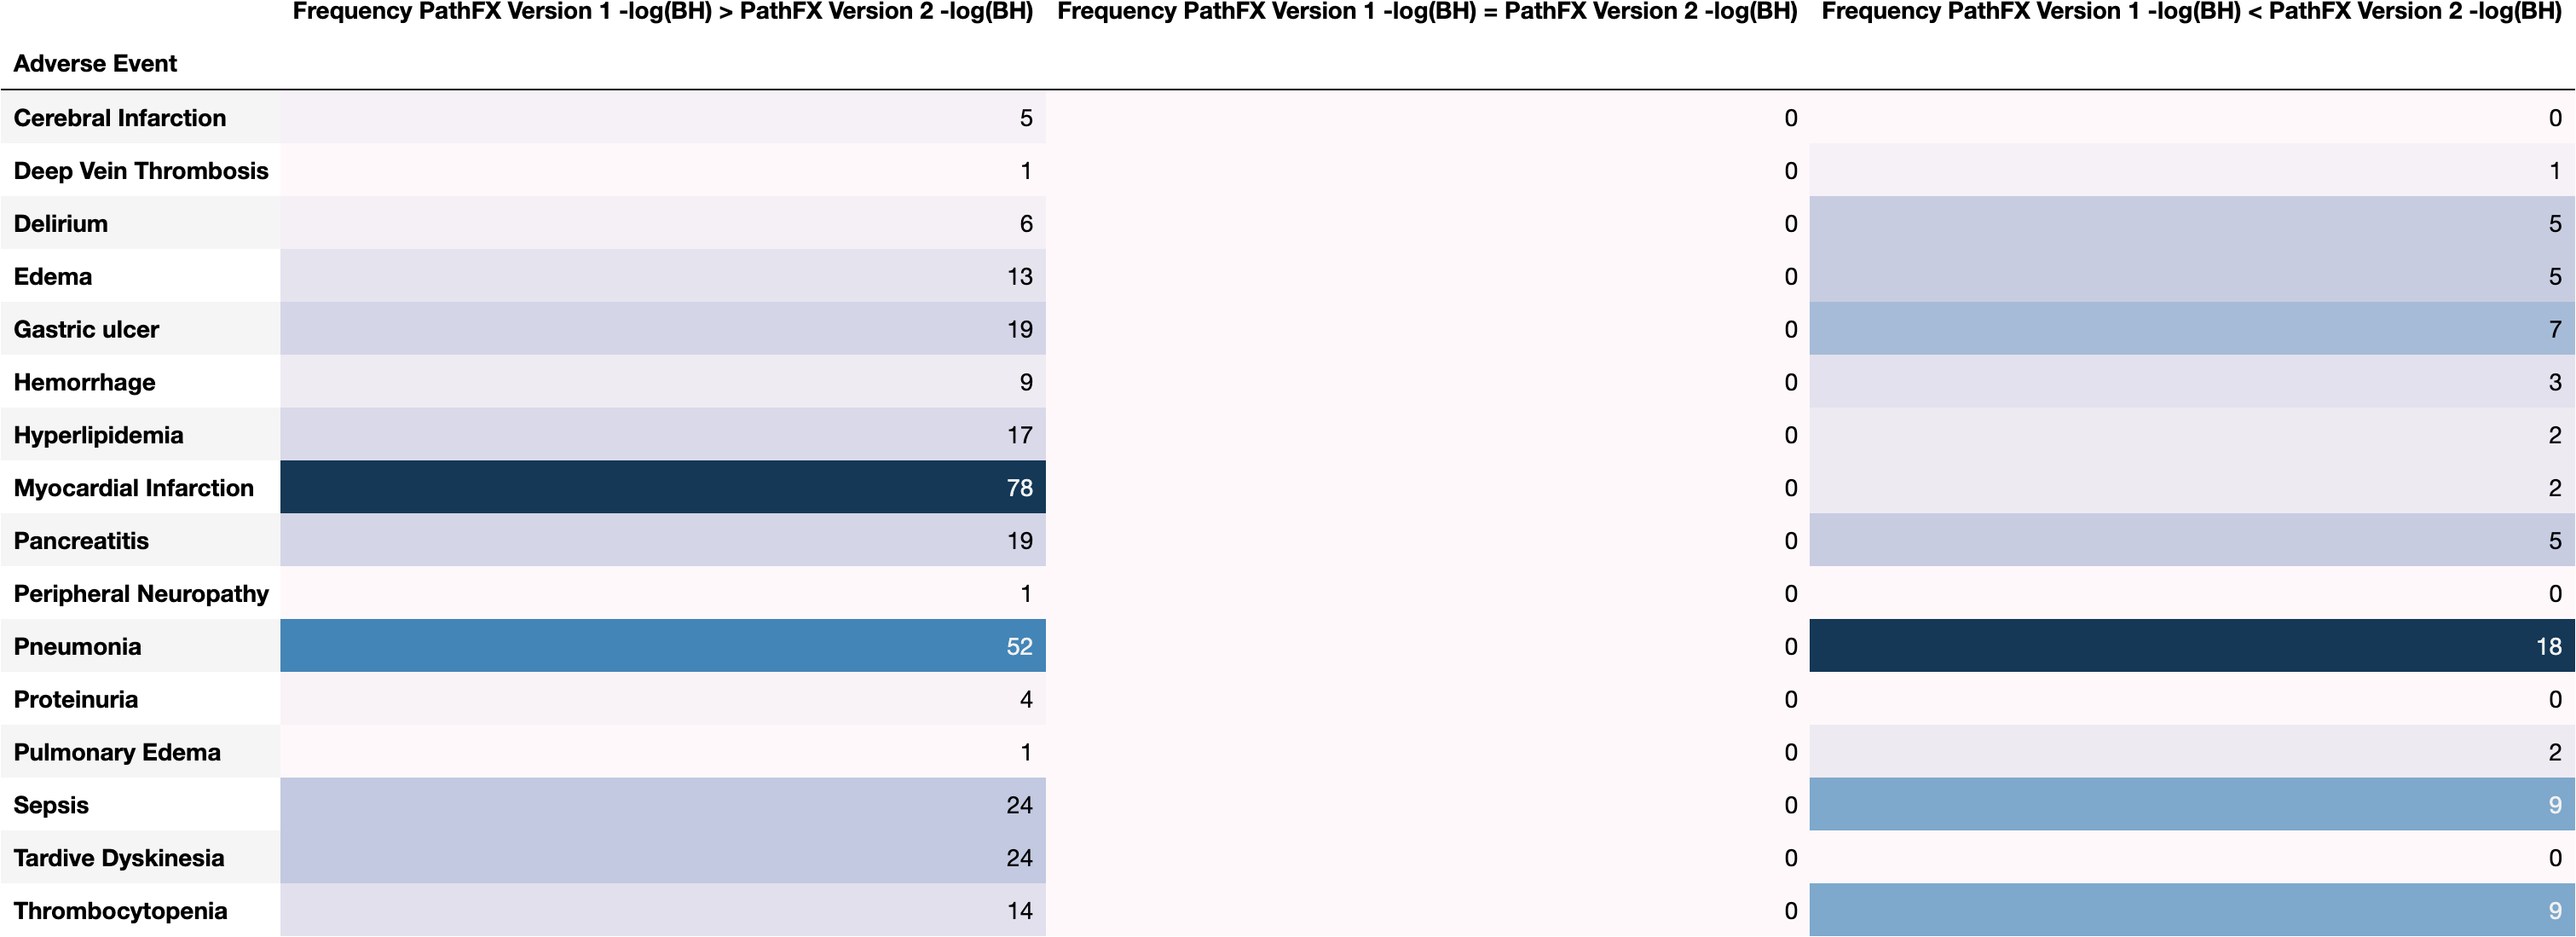 Frequency PathFX Version 1 -log(BH) > PathFX Version 2 -log(BH) Frequency PathFX Version 1 -log(BH) = PathFX Version 2 -log(BH) Frequency PathFX Version 1 -log(BH) < PathFX Version 2 -log(BH)
Adverse Event
Cerebral Infarction 5 0 0
Deep Vein Thrombosis 1 0 1
Delirium 6 0 5
Edema 13 0 5
Gastric ulcer 19 0 7
Hemorrhage 9 0 3
Hyperlipidemia 17 0 2
Myocardial Infarction 78 0 2
Pancreatitis 19 0 5
Peripheral Neuropathy 1 0 0
Pneumonia 52 0 18
Proteinuria 4 0 0
Pulmonary Edema 1 0 2
Sepsis 24 0 9
Tardive Dyskinesia 24 0 0
Thrombocytopenia 14 0 9